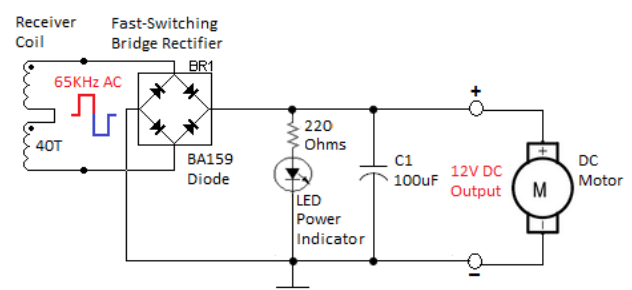 Receiver
Coil
Fast-Switching
Bridge Rectifier
BR1
65KHz AC
40T
BA159
Diode
220
Ohms
LED
Power
Indicator
C1
100uF
+
12V DC
Output
−
+
M
−
DC
Motor